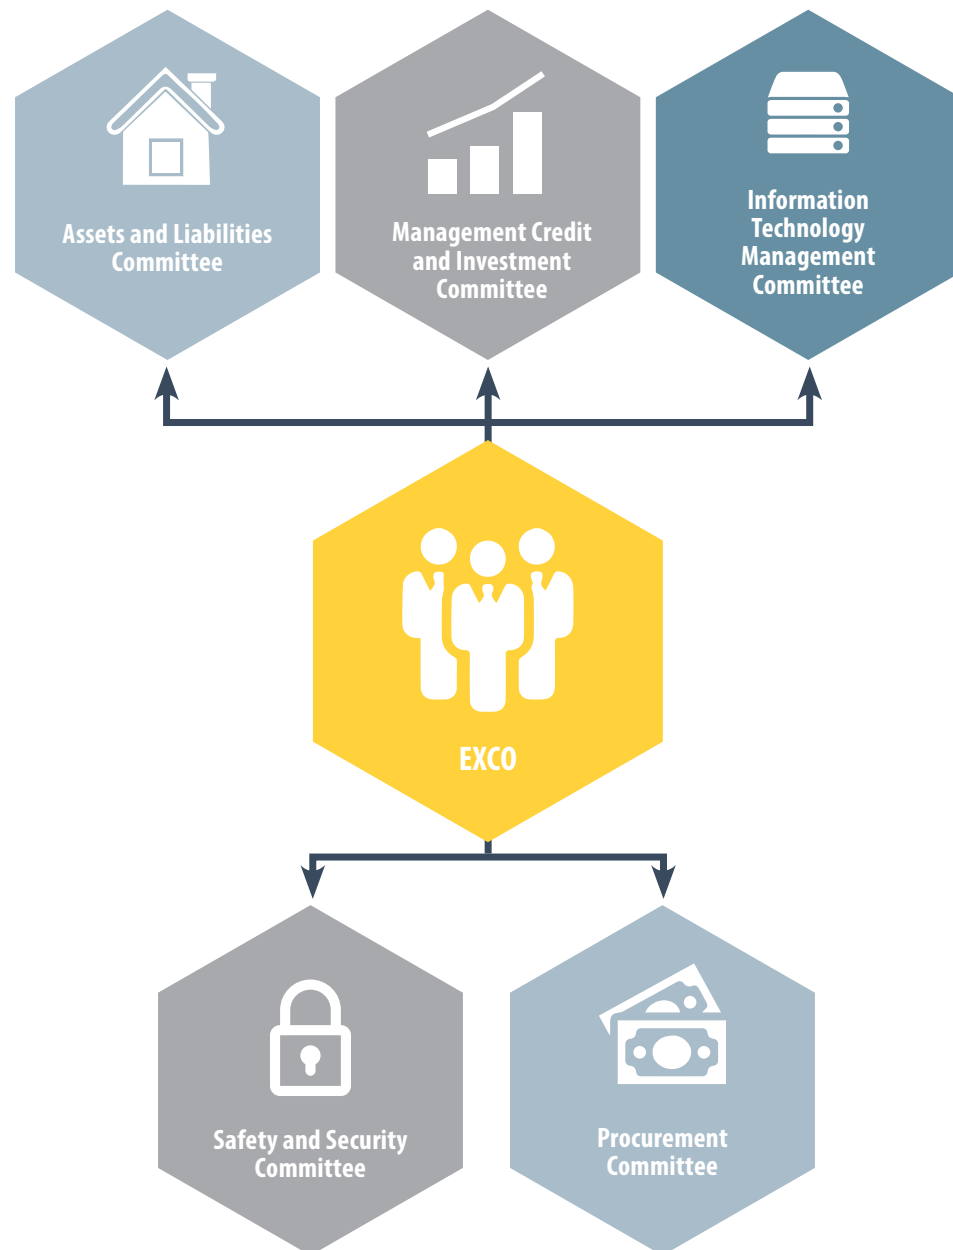 Assets and Liabilities
Committee
Management Credit
and Investment
Committee
Information
Technology
Management
Committee
EXCO
Safety and Security
Committee
Procurement
Committee